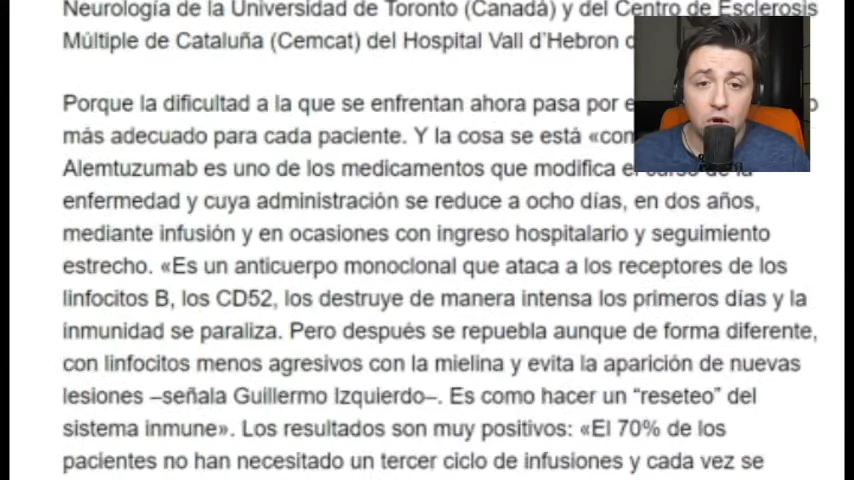 Neurología de la Universidad de Toronto (Canadá) y del Centro de Esclerosis
Múltiple de Cataluña (Cemcat) del Hospital Vall d'Hebron
Porque la dificultad a la que se enfrentan ahora pasa por
más adecuado para cada paciente. Y la cosa se está
Alemtuzumab es uno de los medicamentos que modifica
enfermedad y cuya administración se reduce a ocho días, en dos años,
mediante infusión y en ocasiones con ingreso hospitalario y seguimiento
estrecho. «Es un anticuerpo monoclonal que ataca a los receptores de los
linfocitos B, los CD52, los destruye de manera intensa los primeros días y la
inmunidad se paraliza. Pero después se repuebla aunque de forma diferente,
con linfocitos menos agresivos con la mielina y evita la aparición de nuevas
lesiones –señala Guillermo Izquierdo–. Es como hacer un “reseteo” del
sistema inmune». Los resultados son muy positivos: «El 70% de los
pacientes no han necesitado un tercer ciclo de infusiones y cada vez se